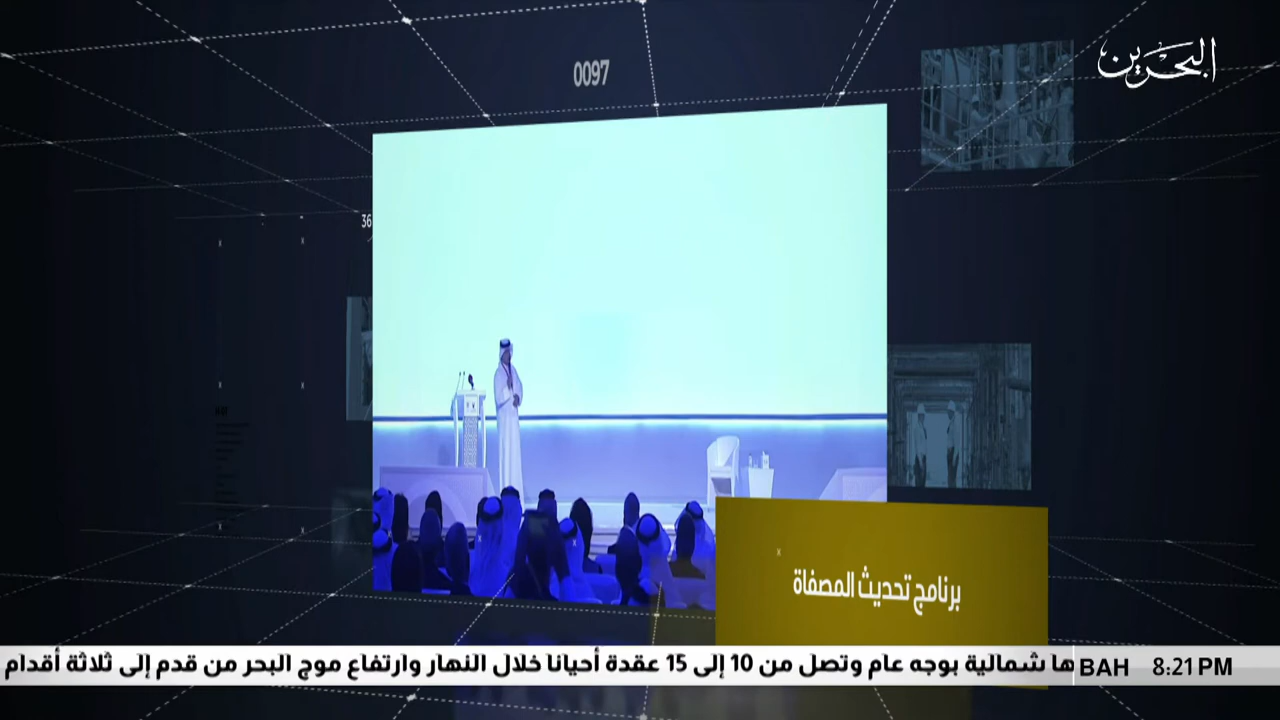 البحرين
0097
36
برنامج تحديث المصفاة
ها شمالية بوجه عام وتصل من 10 إلى 15 عقدة أحيانا خلال النهار وارتفاع موج البحر من قدم إلى ثلاثة أقدام
BAH 8:21 PM